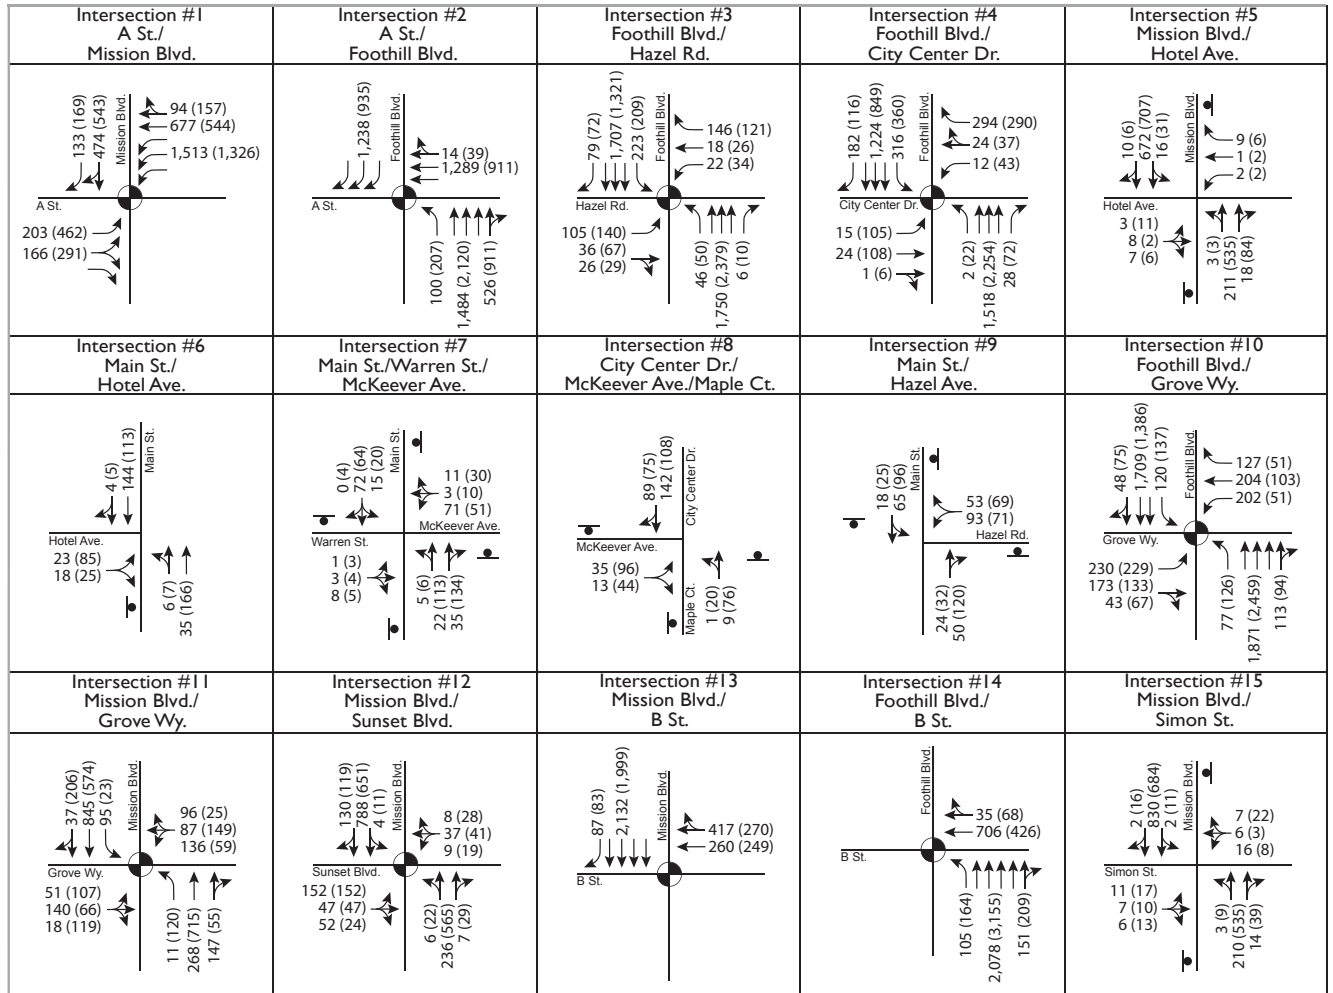 Intersection #1
A St./
Mission Blvd.
133 (169)
474 (543)
Mission Blvd.
94 (157)
677 (544)
1,513 (1,326)
A St.
203 (462)
166 (291)
Intersection #2
A St./
Foothill Blvd.
1,238 (935)
Foothill Blvd.
14 (39)
1,289 (911)
A St.
100 (207)
1,484 (2,120)
526 (911)
Intersection #3
Foothill Blvd./
Hazel Rd.
79 (72)
1,707 (1,321)
223 (209)
Foothill Blvd.
146 (121)
18 (26)
22 (34)
Hazel Rd.
105 (140)
36 (67)
26 (29)
46 (50)
1,750 (2,379)
6 (10)
Intersection #4
Foothill Blvd./
City Center Dr.
182 (116)
1,224 (849)
316 (360)
Foothill Blvd.
294 (290)
24 (37)
12 (43)
City Center Dr.
15 (105)
24 (108)
1 (6)
2 (22)
1,518 (2,254)
28 (72)
Intersection #5
Mission Blvd./
Hotel Ave.
10 (6)
672 (707)
16 (31)
Mission Blvd.
9 (6)
1 (2)
2 (2)
Hotel Ave.
3 (11)
8 (2)
7 (6)
3 (3)
211 (535)
18 (84)
Intersection #6
Main St./
Hotel Ave.
4 (5)
144 (113)
Main St.
Hotel Ave.
23 (85)
18 (25)
6 (7)
35 (166)
Intersection #7
Main St./Warren St./
McKeever Ave.
0 (4)
72 (64)
15 (20)
Main St.
11 (30)
3 (10)
71 (51)
McKeever Ave.
Warren St.
1 (3)
3 (4)
8 (5)
5 (6)
22 (113)
35 (134)
Intersection #8
City Center Dr./
McKeever Ave./Maple Ct.
89 (75)
142 (108)
City Center Dr.
McKeever Ave.
35 (96)
13 (44)
Maple Ct.
1 (20)
9 (76)
Intersection #9
Main St./
Hazel Ave.
18 (25)
65 (96)
Main St.
53 (69)
93 (71)
Hazel Rd.
24 (32)
50 (120)
Intersection #10
Foothill Blvd./
Grove Wy.
48 (75)
1,709 (1,386)
120 (137)
Foothill Blvd.
127 (51)
204 (103)
202 (51)
Grove Wy.
230 (229)
173 (133)
43 (67)
77 (126)
1,871 (2,459)
113 (94)
Intersection #11
Mission Blvd./
Grove Wy.
37 (206)
845 (574)
95 (23)
Mission Blvd.
96 (25)
87 (149)
136 (59)
Grove Wy.
51 (107)
140 (66)
18 (119)
11 (120)
268 (715)
147 (55)
Intersection #12
Mission Blvd./
Sunset Blvd.
130 (119)
788 (651)
4 (11)
Mission Blvd.
8 (28)
37 (41)
9 (19)
Sunset Blvd.
152 (152)
47 (47)
52 (24)
6 (22)
236 (565)
7 (29)
Intersection #13
Mission Blvd./
B St.
87 (83)
2,132 (1,999)
Mission Blvd.
417 (270)
260 (249)
B St.
Intersection #14
Foothill Blvd./
B St.
Foothill Blvd.
35 (68)
706 (426)
B St.
105 (164)
2,078 (3,155)
151 (209)
Intersection #15
Mission Blvd./
Simon St.
2 (16)
830 (684)
2 (11)
Mission Blvd.
7 (22)
6 (3)
16 (8)
Simon St.
11 (17)
7 (10)
6 (13)
3 (9)
210 (535)
14 (39)